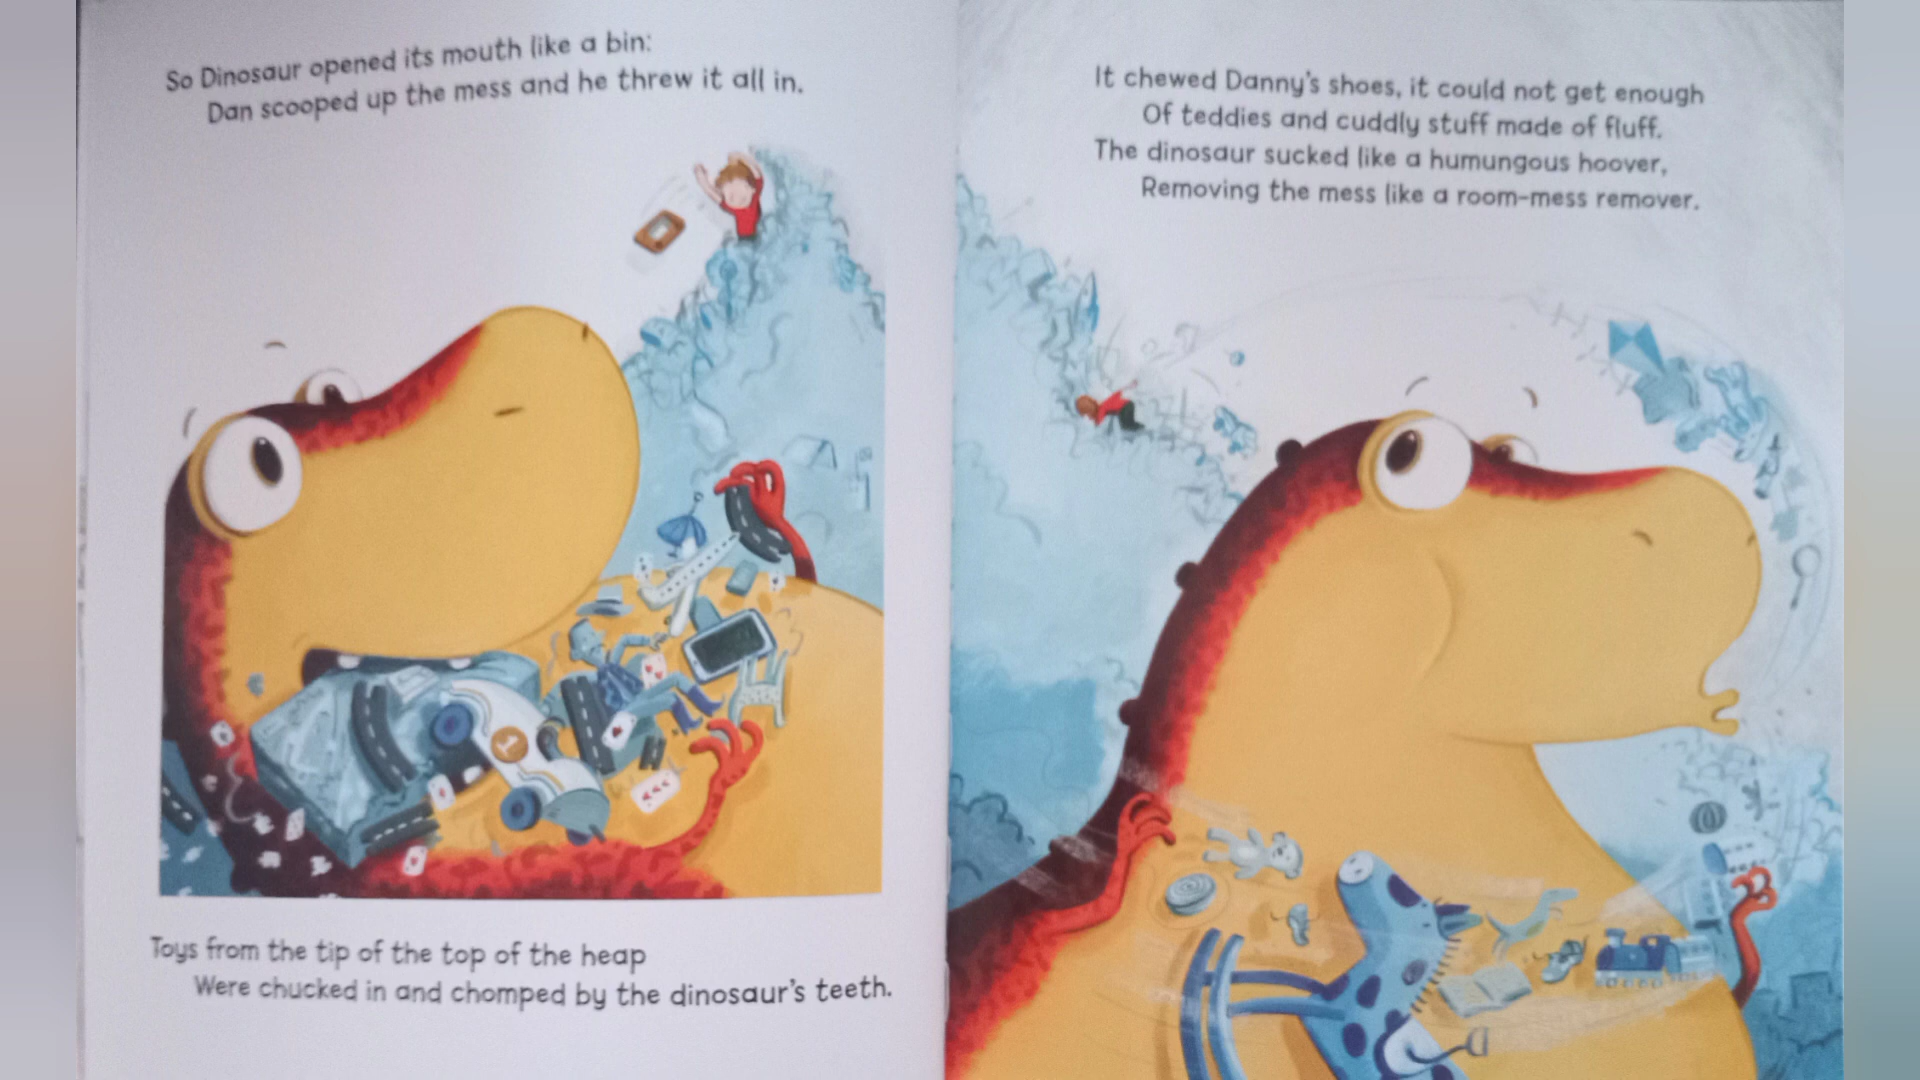 So Dinosaur opened its mouth like a bin:
Dan scooped up the mess and he threw it all in.
1
Toys from the tip of the top of the heap
Were chucked in and chomped by the dinosaur's teeth.
It chewed Danny's shoes, it could not get enough
Of teddies and cuddly stuff made of fluff.
The dinosaur sucked like a humungous hoover,
Removing the mess like a room-mess remover.